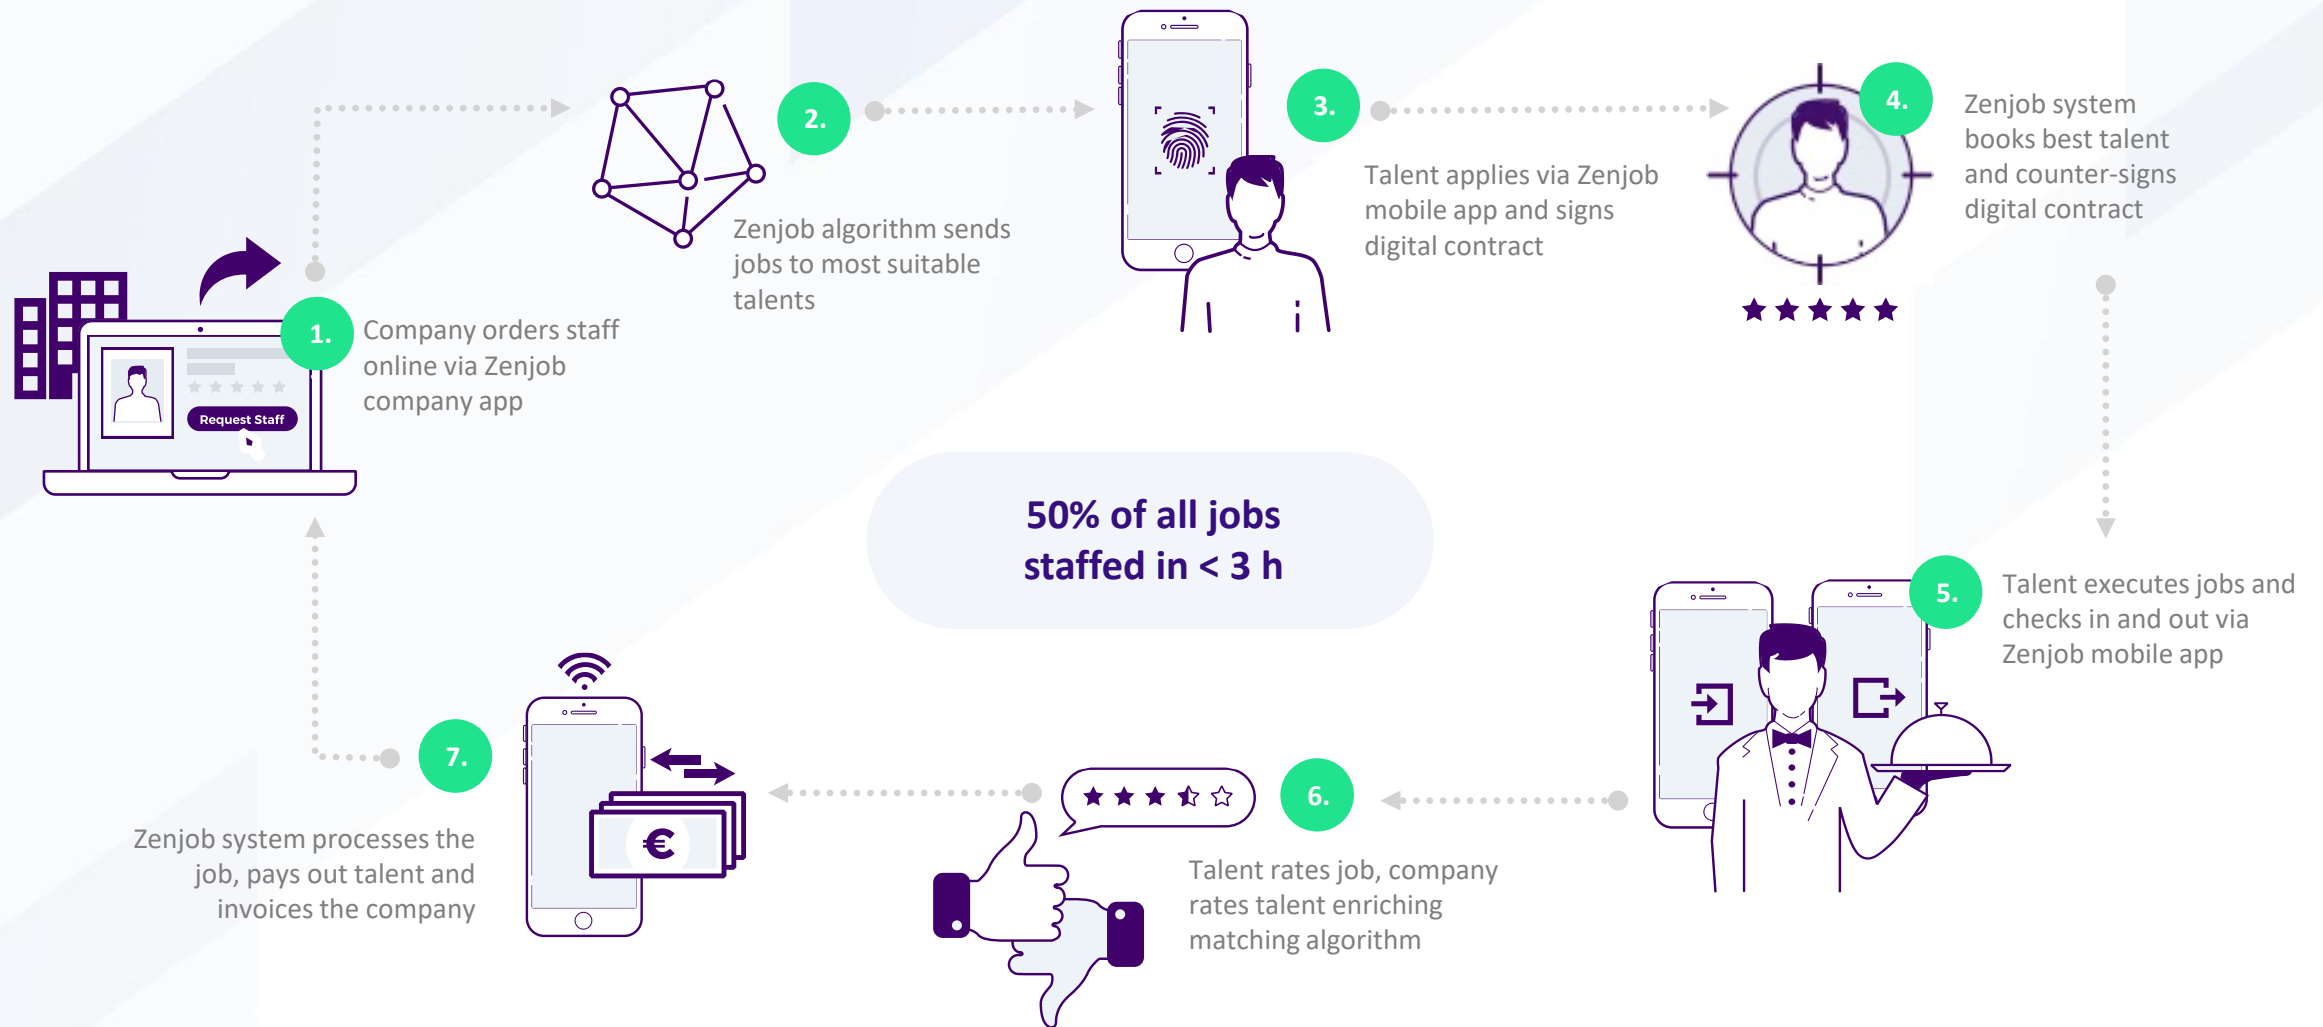 1.
Company orders staff
online via Zenjob
company app
Request Staff
2.
Zenjob algorithm sends
jobs to most suitable
talents
3.
Talent applies via Zenjob
mobile app and signs
digital contract
4.
Zenjob system
books best talent
and counter-signs
digital contract
50% of all jobs
staffed in < 3 h
5.
Talent executes jobs and
checks in and out via
Zenjob mobile app
6.
Talent rates job, company
rates talent enriching
matching algorithm
7.
Zenjob system processes the
job, pays out talent and
invoices the company
€